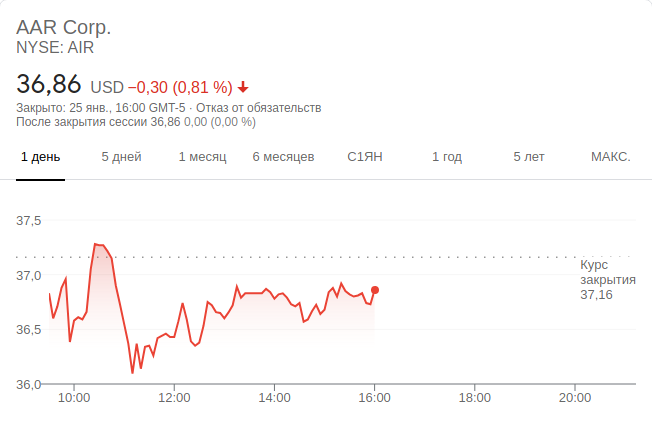 AAR Corp.
NYSE: AIR
36,86 USD −0,30 (0,81 %)
Закрыто: 25 янв., 16:00 GMT-5 · Отказ от обязательств
После закрытия сессии 36,86 0,00 (0,00 %)
1 день 5 дней 1 месяц 6 месяцев С1ЯН 1 год 5 лет МАКС.
37,5
Курс
закрытия
37,16
37,0
36,5
36,0
10:00 12:00 14:00 16:00 18:00 20:00